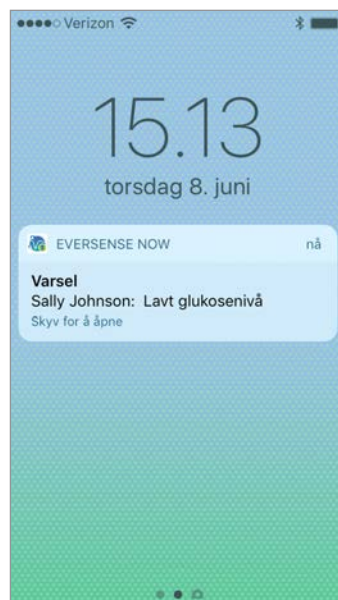 Verizon
15.13
torsdag 8. juni
EVERSENSE NOW nå
Varsel
Sally Johnson: Lavt glukosenivå
Skyv for å åpne